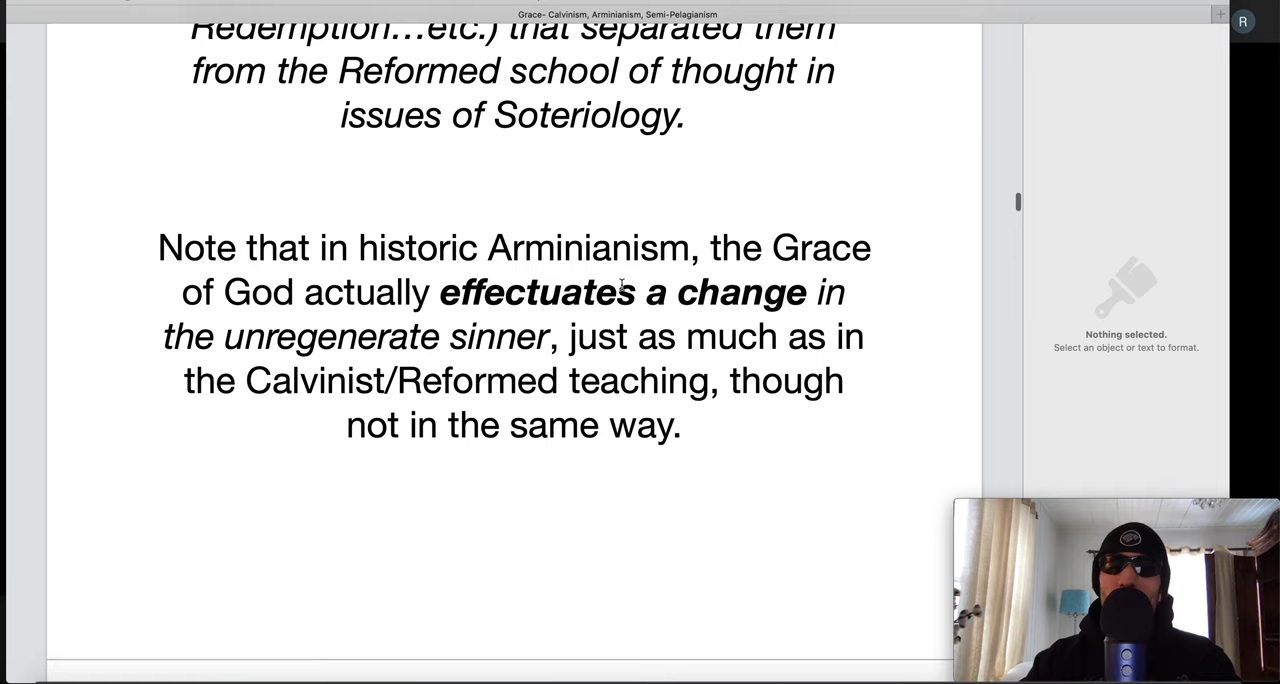 Grace- Calvinism, Arminianism, Semi-Pelagianism
R
Redemption...etc.) that separated them
from the Reformed school of thought in
issues of Soteriology.
Note that in historic Arminianism, the Grace
of God actually effectuates a change in
the unregenerate sinner, just as much as in
the Calvinist/Reformed teaching, though
not in the same way.
Nothing selected.
Select an object or text to format.